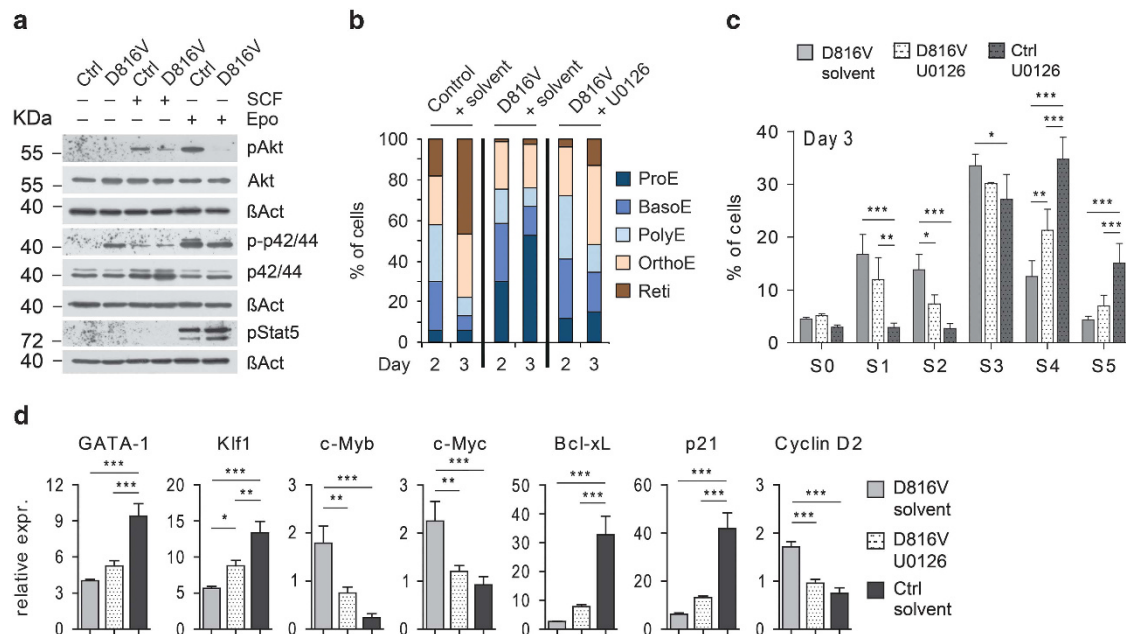 a
Ctrl D816V Ctrl D816V Ctrl D816V
– – + + – – SCF
KDa – – – – + + Epo
55 – pAkt
55 – Akt
40 – ßAct
40 – p-p42/44
40 – p42/44
40 – ßAct
72 – pStat5
40 – ßAct
b
Control + solvent
D816V + solvent
D816V + U0126
% of cells
100
80
60
40
20
0
Day 2 3 2 3 2 3
ProE
BasoE
PolyE
OrthoE
Reti
c
D816V solvent
D816V U0126
Ctrl U0126
Day 3
% of cells
40
30
20
10
0
*** ** *** * * *** ** *** *** ***
S0 S1 S2 S3 S4 S5
d
relative expr.
GATA-1
*** ***
12
9
6
3
0
Klf1
*** ** *
20
15
10
5
0
c-Myb
*** **
3
2
1
0
c-Myc
*** **
3
2
1
0
Bcl-xL
*** ***
50
40
30
20
10
0
p21
*** ***
60
40
20
0
Cyclin D2
*** ***
3
2
1
0
D816V
solvent
D816V
U0126
Ctrl
solvent